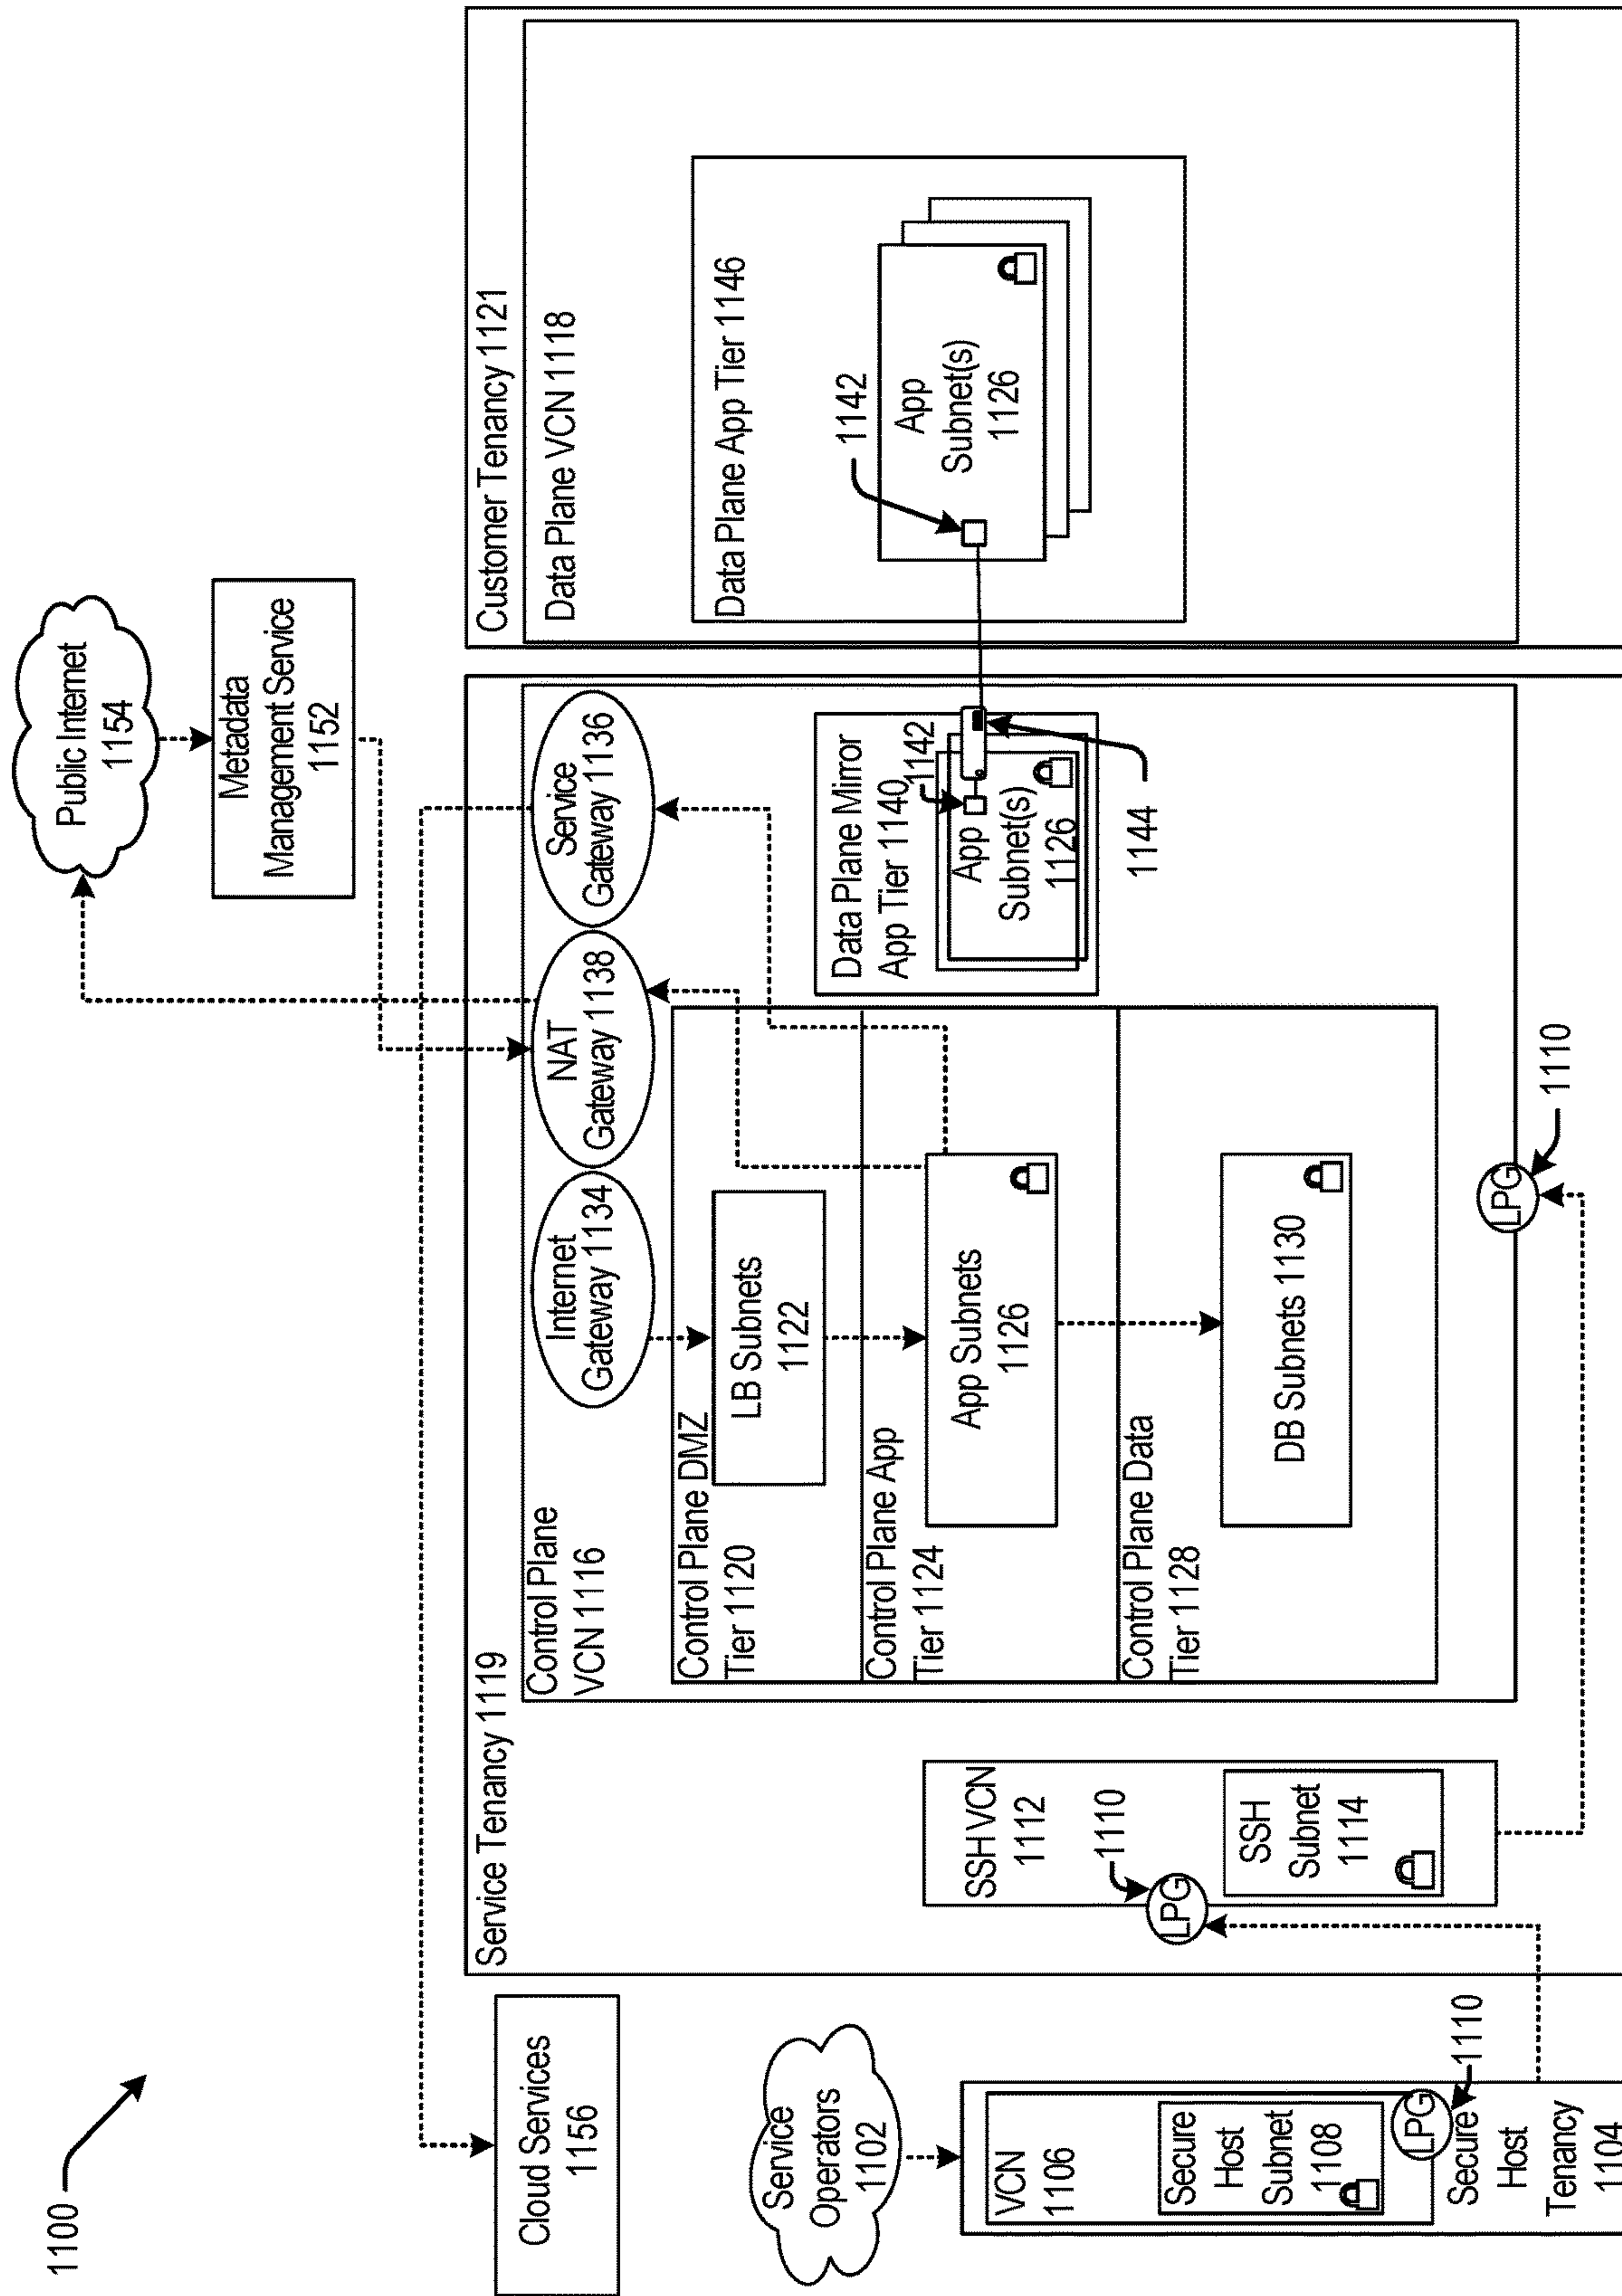 1100
Public Internet
1154
Metadata
Management Service
1152
Cloud Services
1156
Service
Operators
1102
VCN
1106
Secure
Host
Subnet
1108
LPG
1110
Secure
Host
Tenancy
1104
Service Tenancy 1119
SSH VCN
1112
1110
LPG
SSH
Subnet
1114
Control Plane
VCN 1116
Internet
Gateway 1134
NAT
Gateway 1138
Service
Gateway 1136
Control Plane DMZ
Tier 1120
LB Subnets
1122
Control Plane App
Tier 1124
App Subnets
1126
Control Plane Data
Tier 1128
DB Subnets 1130
LPG
1110
Data Plane Mirror
App Tier 1140
1142
App
Subnet(s)
1126
1144
Customer Tenancy 1121
Data Plane VCN 1118
Data Plane App Tier 1146
1142
App
Subnet(s)
1126